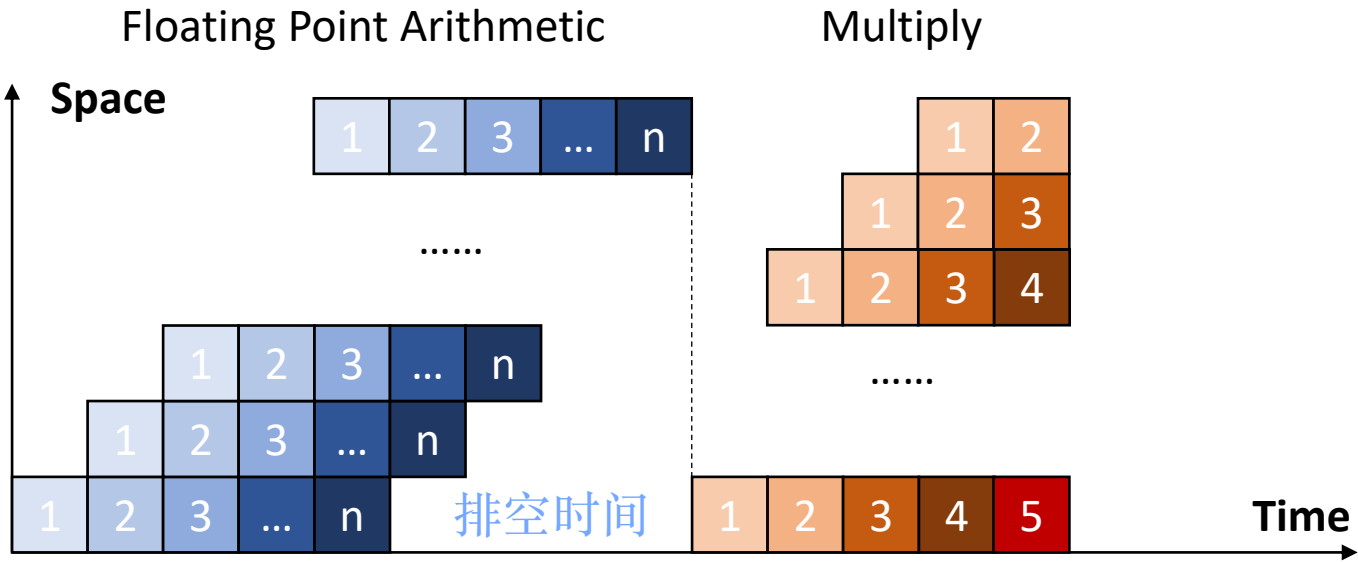 Floating Point Arithmetic
Multiply
Space
1 2 3 ... n
1 2
1 2 3
……
1 2 3 4
1 2 3 ... n
……
1 2 3 ... n
1 2 3 ... n
排空时间
1 2 3 4 5
Time